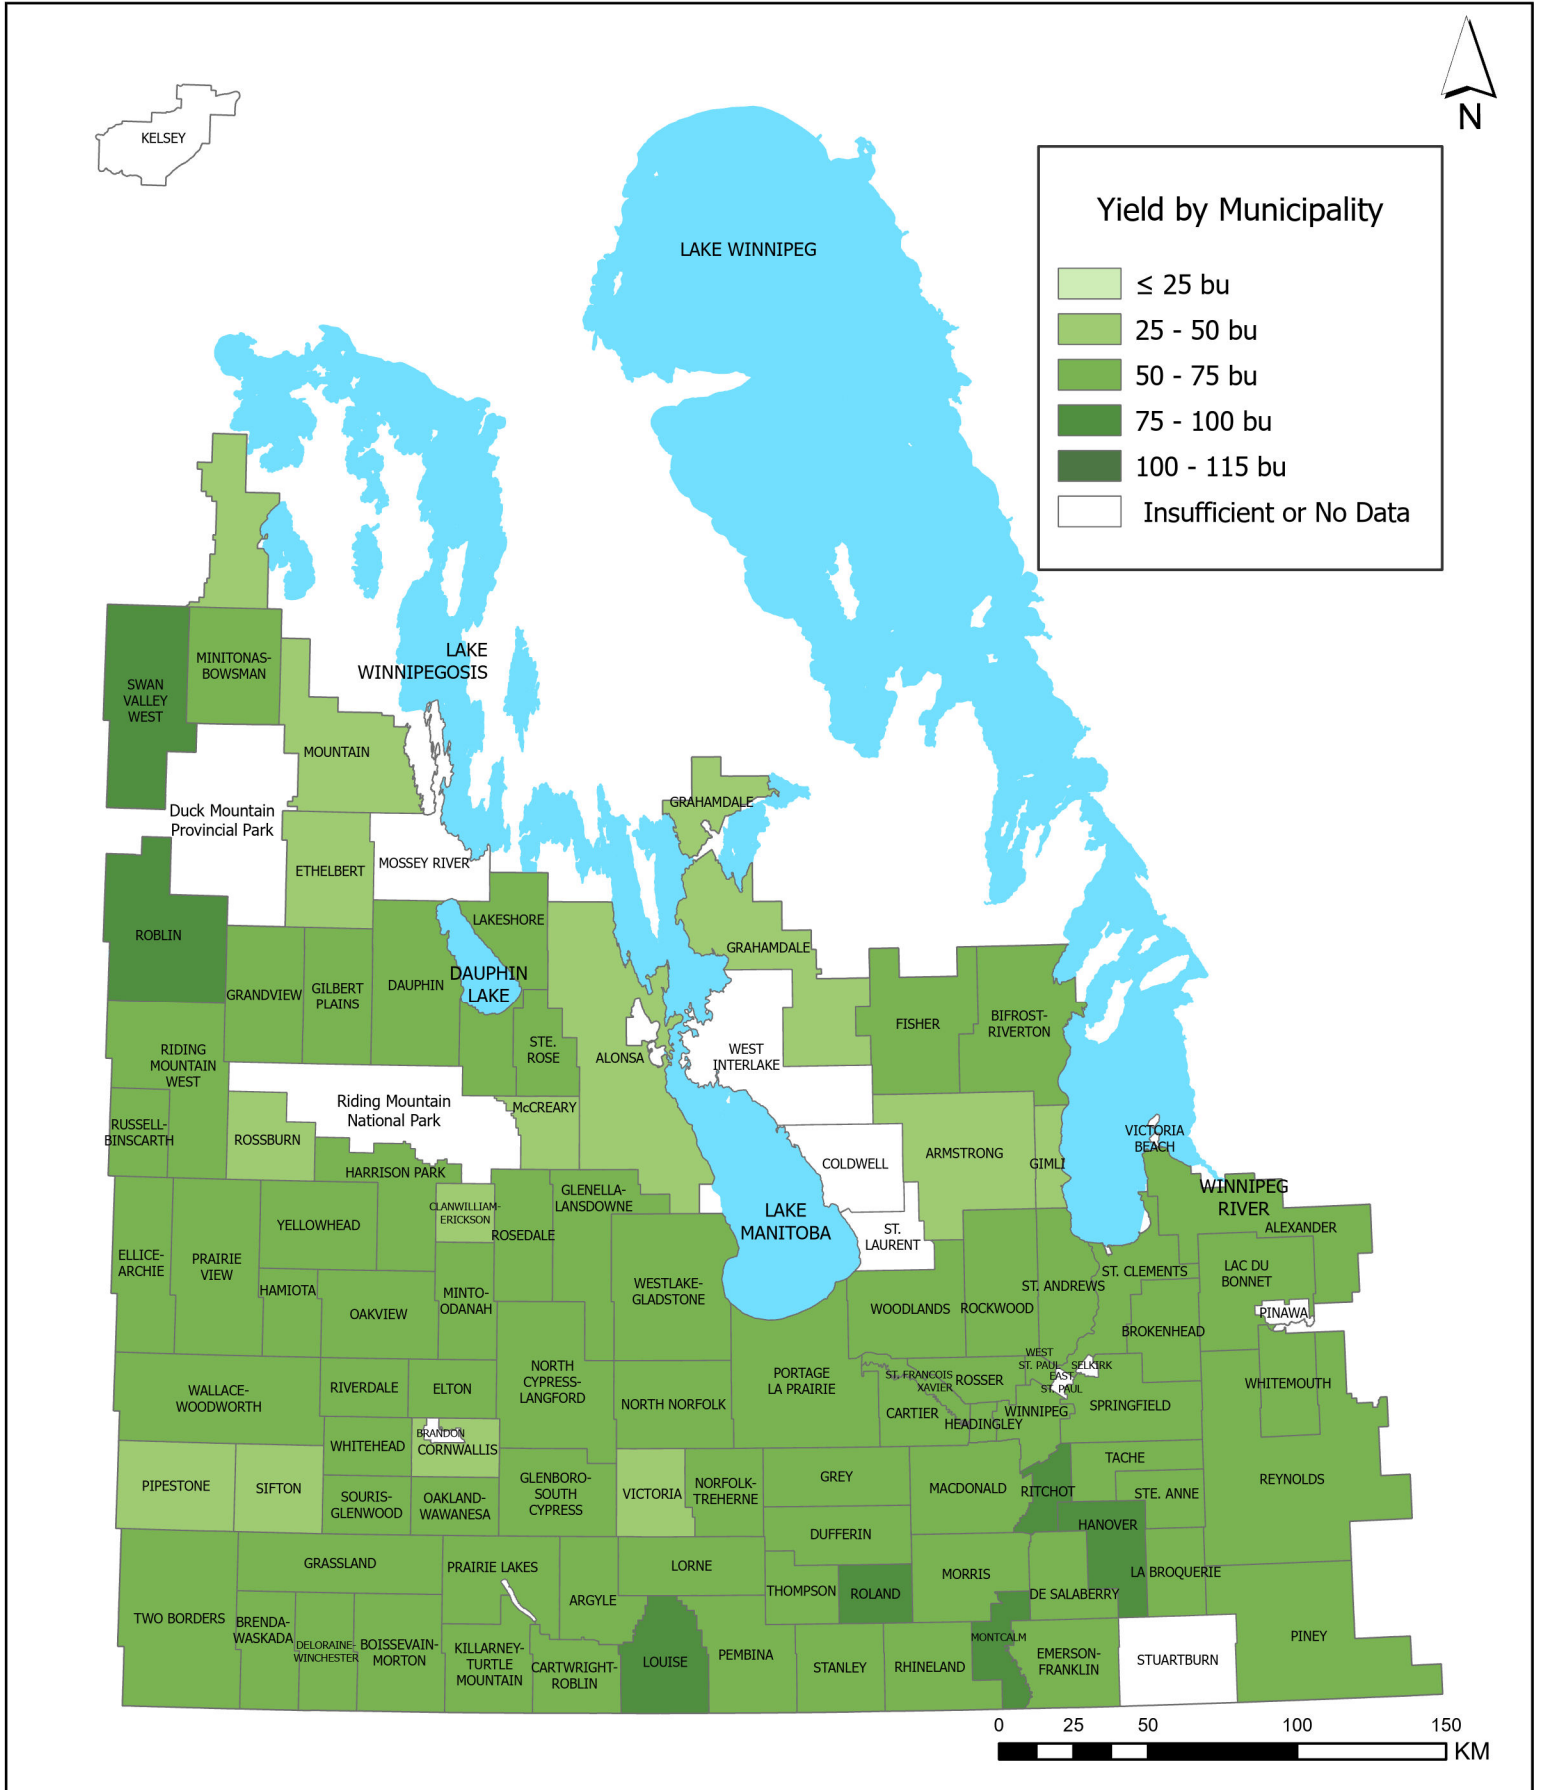 N
KELSEY
Yield by Municipality
≤ 25 bu
25 - 50 bu
50 - 75 bu
75 - 100 bu
100 - 115 bu
Insufficient or No Data
LAKE WINNIPEG
LAKE
WINNIPEGOSIS
MINITONAS-
BOWSMAN
SWAN
VALLEY
WEST
MOUNTAIN
Duck Mountain
Provincial Park
GRAHAMDALE
ETHELBERT
MOSSEY RIVER
ROBLIN
LAKESHORE
GRAHAMDALE
DAUPHIN
LAKE
GRANDVIEW
GILBERT
PLAINS
DAUPHIN
FISHER
BIFROST-
RIVERTON
RIDING
MOUNTAIN
WEST
STE.
ROSE
ALONSA
WEST
INTERLAKE
Riding Mountain
National Park
McCREARY
RUSSELL-
BINSCARTH
ROSSBURN
HARRISON PARK
VICTORIA
BEACH
COLDWELL
ARMSTRONG
GIMLI
CLANWILLIAM-
ERICKSON
GLENELLA-
LANSDOWNE
WINNIPEG
RIVER
ALEXANDER
YELLOWHEAD
ROSEDALE
LAKE
MANITOBA
ST.
LAURENT
ELLICE-
ARCHIE
PRAIRIE
VIEW
HAMIOTA
OAKVIEW
MINTO-
ODANAH
WESTLAKE-
GLADSTONE
WOODLANDS
ROCKWOOD
ST. ANDREWS
ST. CLEMENTS
LAC DU
BONNET
PINAWA
BROKENHEAD
WALLACE-
WOODWORTH
RIVERDALE
ELTON
NORTH
CYPRESS-
LANGFORD
NORTH NORFOLK
PORTAGE
LA PRAIRIE
ST. FRANCOIS
XAVIER
ROSSER
WEST
ST. PAUL
EAST
ST. PAUL
SELKIRK
WHITEMOUTH
CARTIER
HEADINGLEY
WINNIPEG
SPRINGFIELD
WHITEHEAD
BRANDON
CORNWALLIS
PIPESTONE
SIFTON
SOURIS-
GLENWOOD
OAKLAND-
WAWANESA
GLENBORO-
SOUTH
CYPRESS
VICTORIA
NORFOLK-
TREHERNE
GREY
MACDONALD
RITCHOT
TACHE
STE. ANNE
REYNOLDS
DUFFERIN
HANOVER
GRASSLAND
PRAIRIE LAKES
ARGYLE
LORNE
THOMPSON
ROLAND
MORRIS
DE SALABERRY
LA BROQUERIE
TWO BORDERS
BRENDA-
WASKADA
DELORAINE-
WINCHESTER
BOISSEVAIN-
MORTON
KILLARNEY-
TURTLE
MOUNTAIN
CARTWRIGHT-
ROBLIN
LOUISE
PEMBINA
STANLEY
RHINELAND
MONTCALM
EMERSON-
FRANKLIN
STUARTBURN
PINEY
0 25 50 100 150
KM